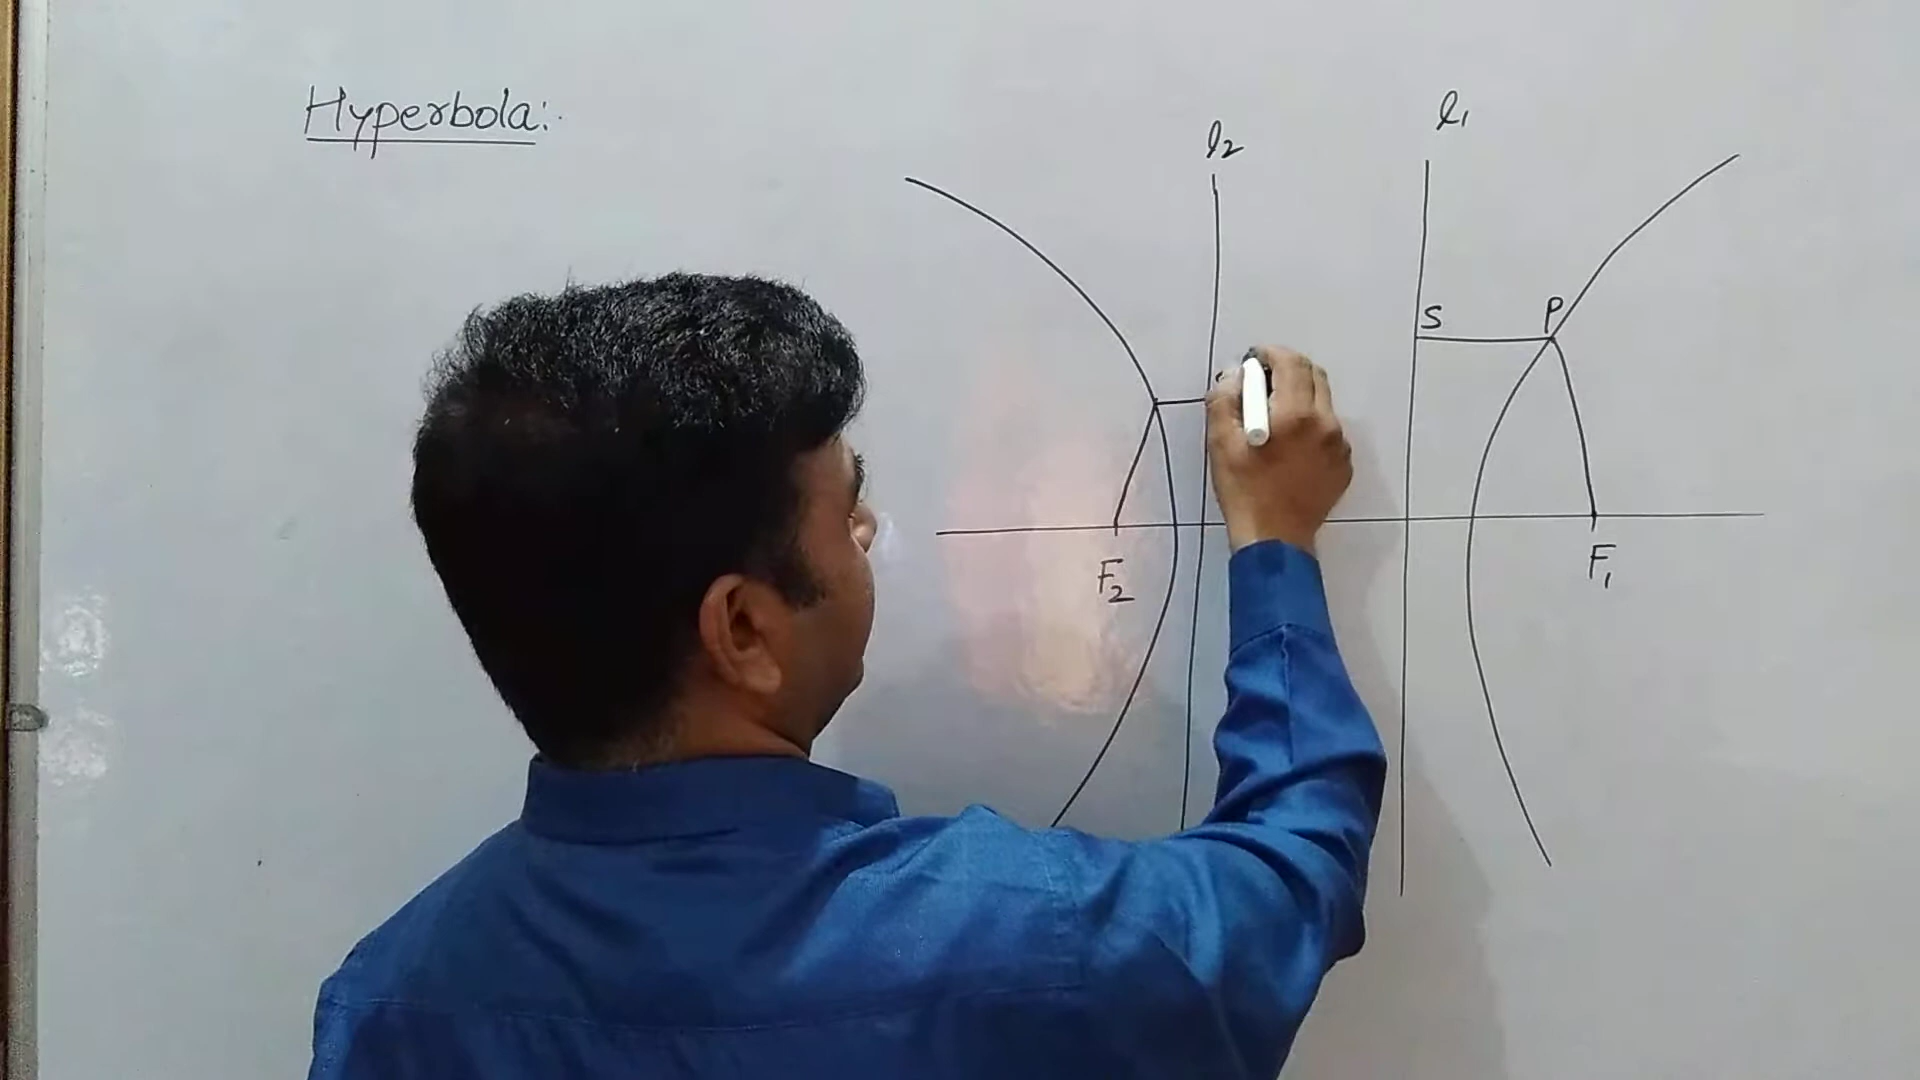 Hyperbola:
l₂
l₁
S
P
F₂
F₁